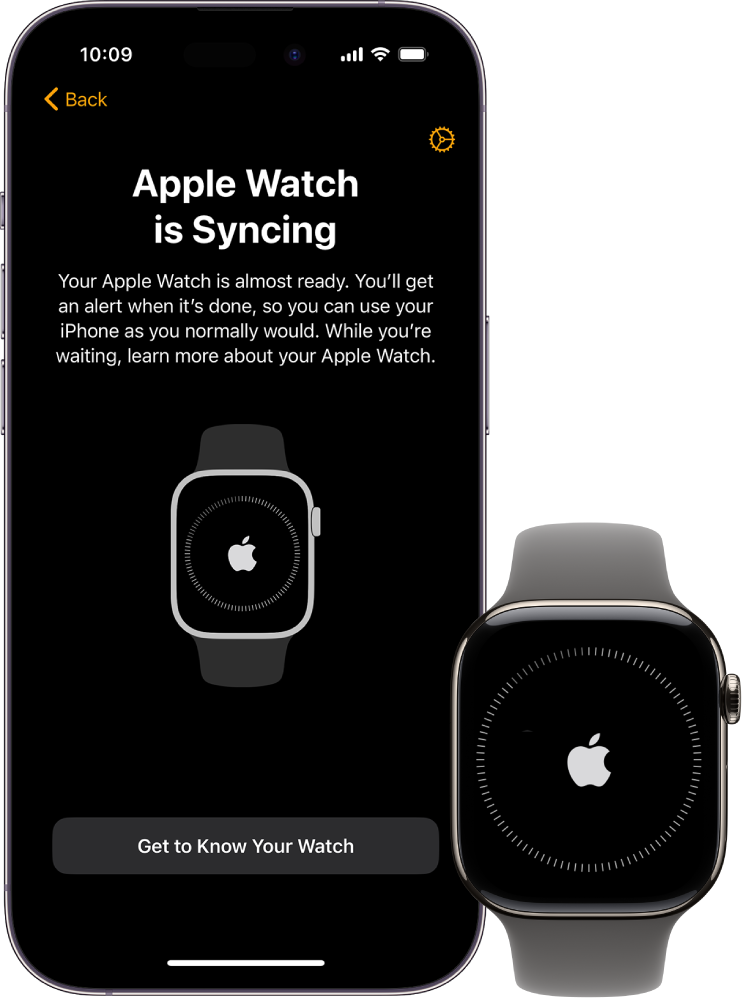 10:09
Back
Apple Watch
is Syncing
Your Apple Watch is almost ready. You’ll get
an alert when it’s done, so you can use your
iPhone as you normally would. While you’re
waiting, learn more about your Apple Watch.
Get to Know Your Watch